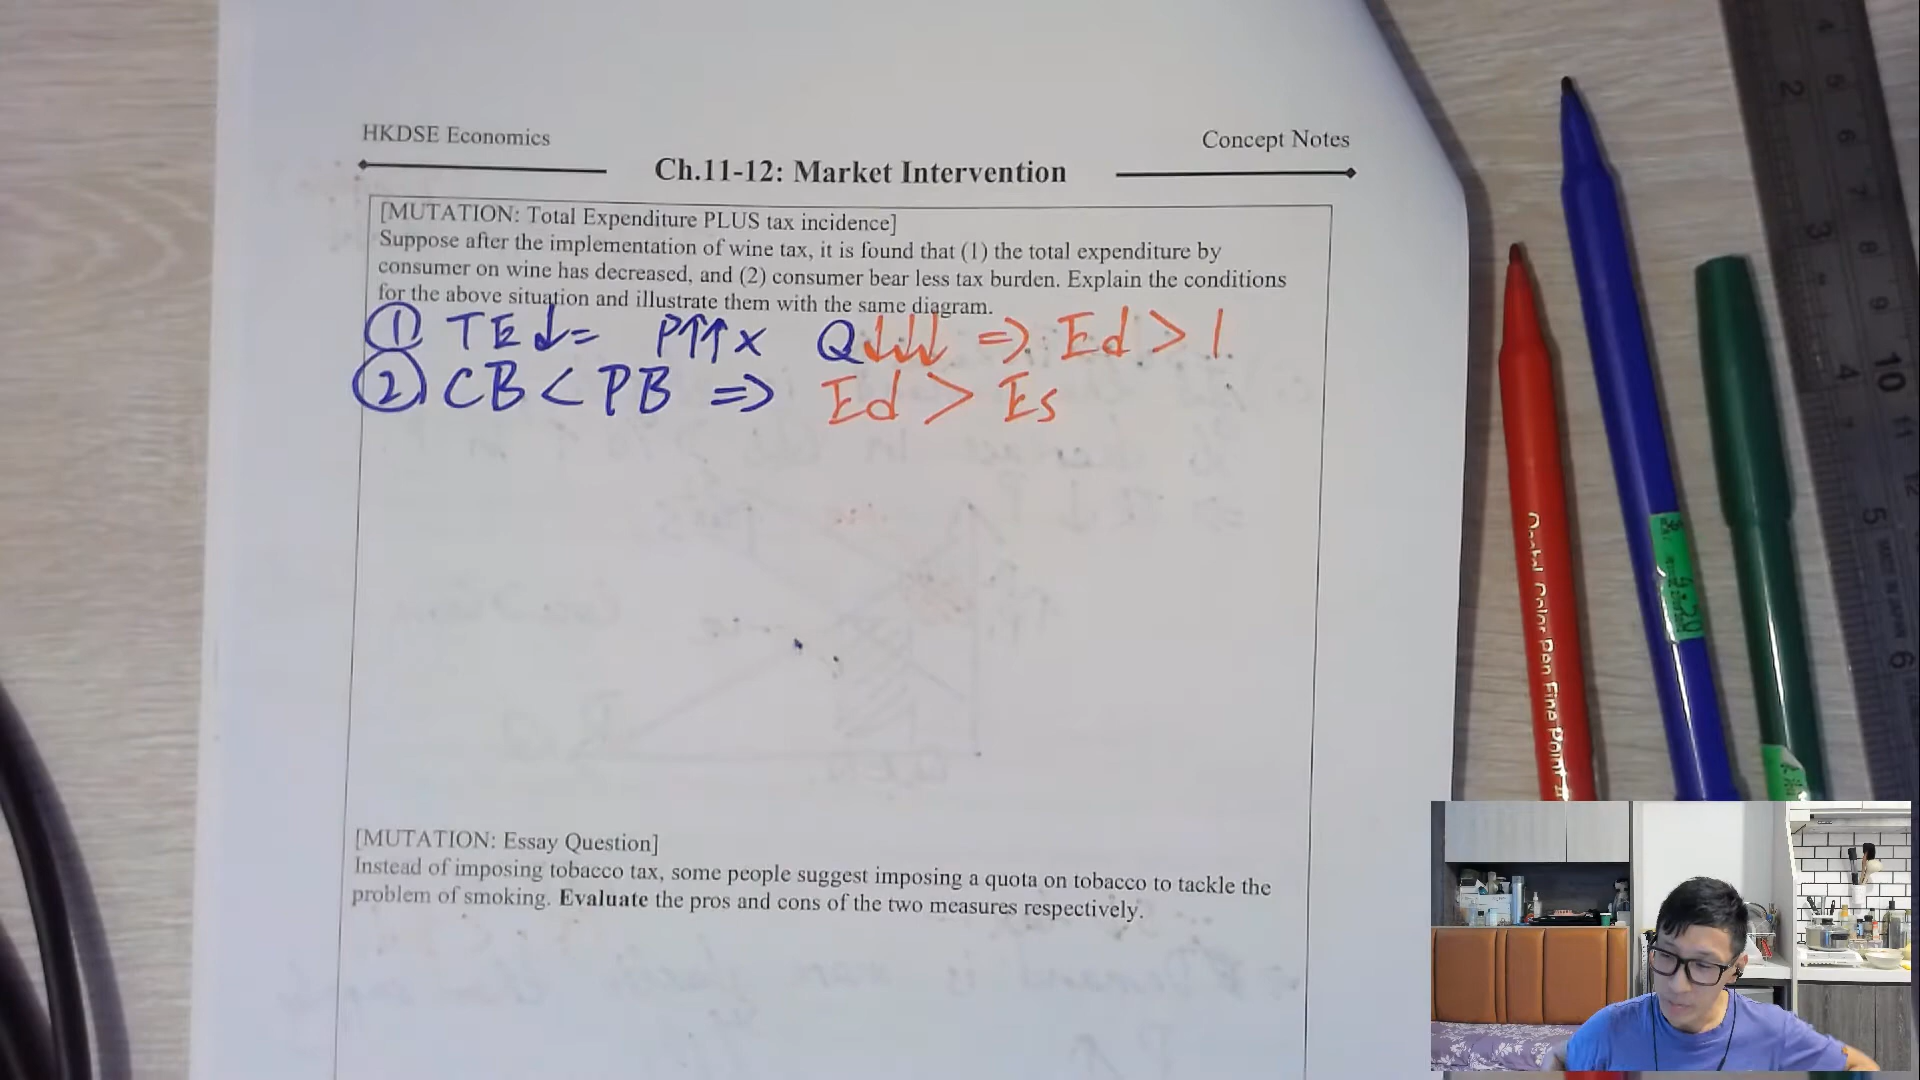 HKDSE Economics
Concept Notes
Ch.11-12: Market Intervention
[MUTATION: Total Expenditure PLUS tax incidence]
Suppose after the implementation of wine tax, it is found that (1) the total expenditure by
consumer on wine has decreased, and (2) consumer bear less tax burden. Explain the conditions
for the above situation and illustrate them with the same diagram.
① TE↓= P↑↑ x Q↓↓↓ => Ed > 1
② CB < PB => Ed > Es
[MUTATION: Essay Question]
Instead of imposing tobacco tax, some people suggest imposing a quota on tobacco to tackle the
problem of smoking. Evaluate the pros and cons of the two measures respectively.